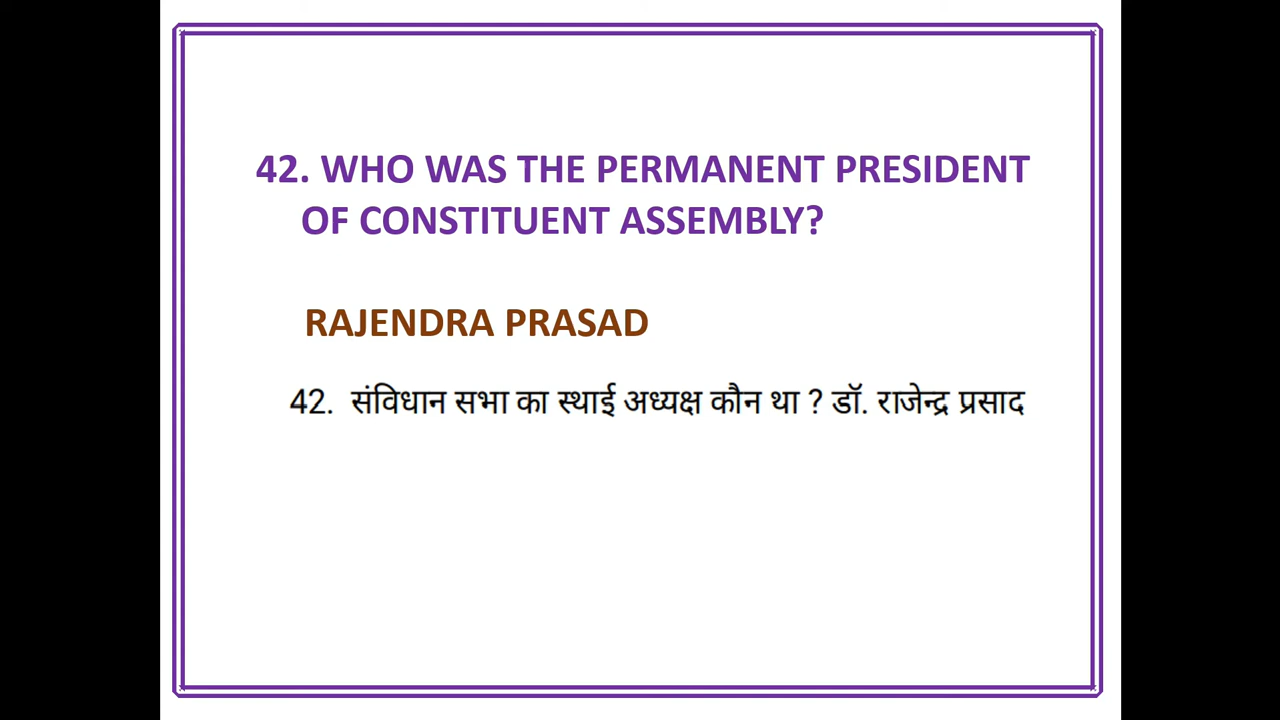 42. WHO WAS THE PERMANENT PRESIDENT
OF CONSTITUENT ASSEMBLY?
RAJENDRA PRASAD
42. संविधान सभा का स्थाई अध्यक्ष कौन था ? डॉ. राजेन्द्र प्रसाद